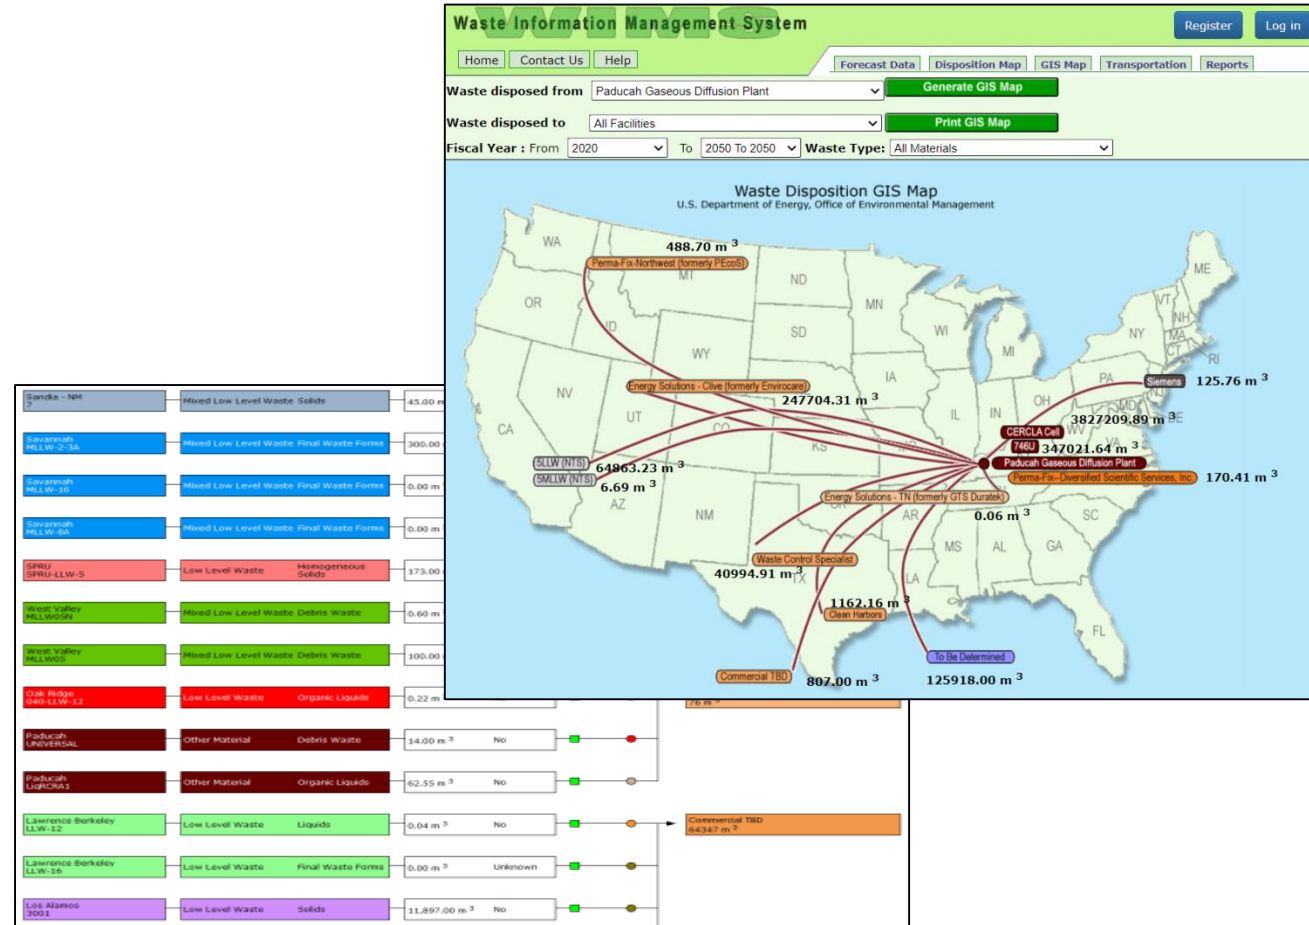 WIMS
Waste Information Management System
Register Log in
Home Contact Us Help
Forecast Data Disposition Map GIS Map Transportation Reports
Waste disposed from Paducah Gaseous Diffusion Plant Generate GIS Map
Waste disposed to All Facilities Print GIS Map
Fiscal Year : From 2020 To 2050 To 2050 Waste Type: All Materials
Waste Disposition GIS Map
U.S. Department of Energy, Office of Environmental Management
WA
488.70 m 3
Perma-Fix-Northwest (formerly PEcoS)
MT
ND
ME
OR
ID
SD
MN
WI
MI
VT
NH
NY
MA
CT
RI
WY
IA
PA
Siemens 125.76 m 3
NJ
NV
UT
CO
Energy Solutions - Clive (formerly Envirocare)
247704.31 m 3
IL
IN
OH
MD
DE
3827209.89 m 3
CERCLA Cell
WV
VA
746U 347021.64 m 3
CA
KS
MO
Paducah Gaseous Diffusion Plant
5LLW (NTS) 64863.23 m 3
5MLLW (NTS) 6.69 m 3
Perma-Fix--Diversified Scientific Services, Inc. 170.41 m 3
Energy Solutions - TN (formerly GTS Duratek)
0.06 m 3
AZ
NM
AR
SC
MS
AL
GA
Waste Control Specialist
40994.91 m 3
TX
LA
1162.16 m 3
Clean Harbors
FL
To Be Determined
125918.00 m 3
Commercial TBD 807.00 m 3
Sandia - NM
7
Mixed Low Level Waste Solids
45.00 m
Savannah
MLLW-2-3A
Mixed Low Level Waste Final Waste Forms
300.00
Savannah
MLLW-16
Mixed Low Level Waste Final Waste Forms
0.00 m
Savannah
MLLW-8A
Mixed Low Level Waste Final Waste Forms
0.00 m
SPRU
SPRU-LLW-5
Low Level Waste Homogeneous Solids
173.00
West Valley
MLLW05N
Mixed Low Level Waste Debris Waste
0.60 m
West Valley
MLLW05
Mixed Low Level Waste Debris Waste
100.00
Oak Ridge
040-LLW-12
Low Level Waste Organic Liquids
0.22 m
76 m 3
Paducah
UNIVERSAL
Other Material Debris Waste
14.00 m 3 No
Paducah
LiqRCRA1
Other Material Organic Liquids
62.55 m 3 No
Lawrence Berkeley
LLW-12
Low Level Waste Liquids
0.04 m 3 No
Commercial TBD
64347 m 3
Lawrence Berkeley
LLW-16
Low Level Waste Final Waste Forms
0.00 m 3 Unknown
Los Alamos
3001
Low Level Waste Solids
11,897.00 m 3 No